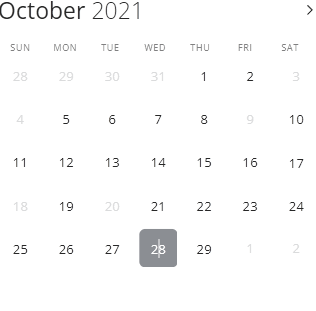 October 2021
SUN MON TUE WED THU FRI SAT
28 29 30 31 1 2 3
4 5 6 7 8 9 10
11 12 13 14 15 16 17
18 19 20 21 22 23 24
25 26 27 28 29 1 2